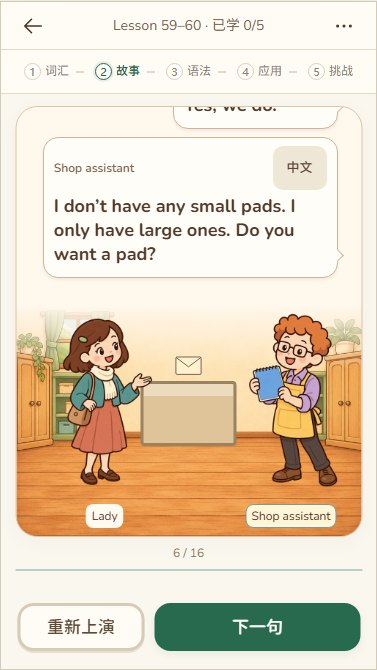 Lesson 59–60 · 已学 0/5
1 词汇 – 2 故事 – 3 语法 – 4 应用 – 5 挑战
Yes, we do.
Shop assistant
中文
I don’t have any small pads. I
only have large ones. Do you
want a pad?
Lady
Shop assistant
6 / 16
重新上演
下一句